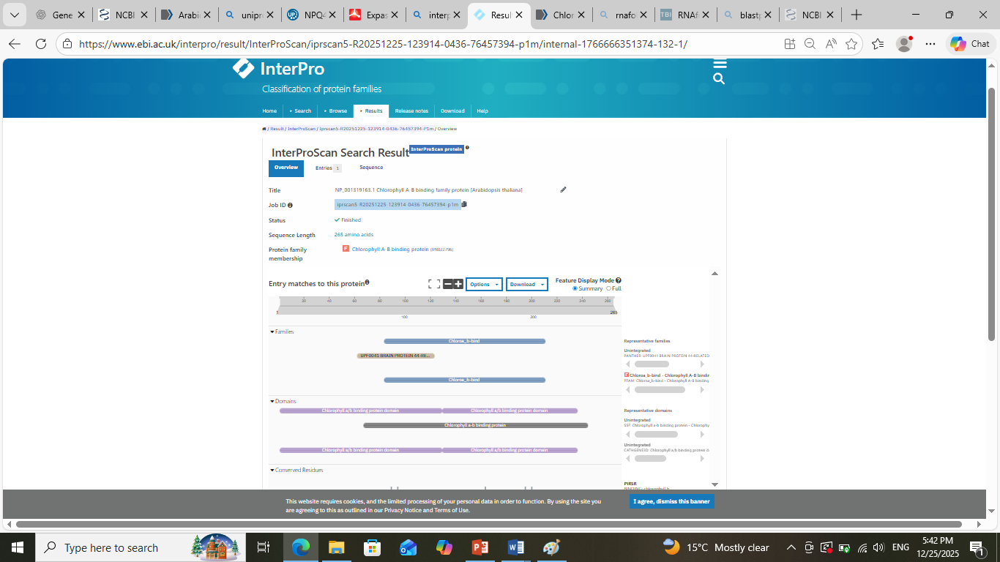 Gene
NCBI
Arabi
unipr
NPQ4
Expas
interp
Resul
Chlor
rnafo
TBI
RNAf
blastp
NCBI
https://www.ebi.ac.uk/interpro/result/InterProScan/iprscan5-R20251225-123914-0436-76457394-p1m/internal-1766666351374-132-1/
Chat
InterPro
Classification of protein families
Home
Search
Browse
Results
Release notes
Download
Help
/ Result / InterProScan / iprscan5-R20251225-123914-0436-76457394-P1m / Overview
InterProScan Search Result InterProScan protein
Overview
Entries 1
Sequence
Title NP_001319163.1 Chlorophyll A-B binding family protein [Arabidopsis thaliana]
Job ID iprscan5-R20251225-123914-0436-76457394-p1m
Status Finished
Sequence Length 265 amino acids
Protein family membership
F Chlorophyll A-B binding protein (IPR022796)
Entry matches to this protein
Options
Download
Feature Display Mode
Summary Full
20 40 60 80 100 120 140 160 180 200 220 240 260
1 265
100 200
Families
Chloroa_b-bind
UPF0041 BRAIN PROTEIN 44-RE...
Chloroa_b-bind
Representative families
Unintegrated
PANTHER: UPF0041 BRAIN PROTEIN 44-RELATED
F Chloroa_b-bind - Chlorophyll A-B bindin
PFAM: Chloroa_b-bind - Chlorophyll A-B binding
Domains
Chlorophyll a/b binding protein domain Chlorophyll a/b binding protein domain
Chlorophyll a-b binding protein
Chlorophyll a/b binding protein domain Chlorophyll a/b binding protein domain
Representative domains
Unintegrated
SSF: Chlorophyll a-b binding protein - Chlorophy
Unintegrated
CATHGENE3D: Chlorophyll a/b binding protein d
Conserved Residues
PIRSR
BINDING: chlorophyll b
This website requires cookies, and the limited processing of your personal data in order to function. By using the site you
are agreeing to this as outlined in our Privacy Notice and Terms of Use.
I agree, dismiss this banner
Type here to search
15°C Mostly clear
ENG
5:42 PM
12/25/2025
1